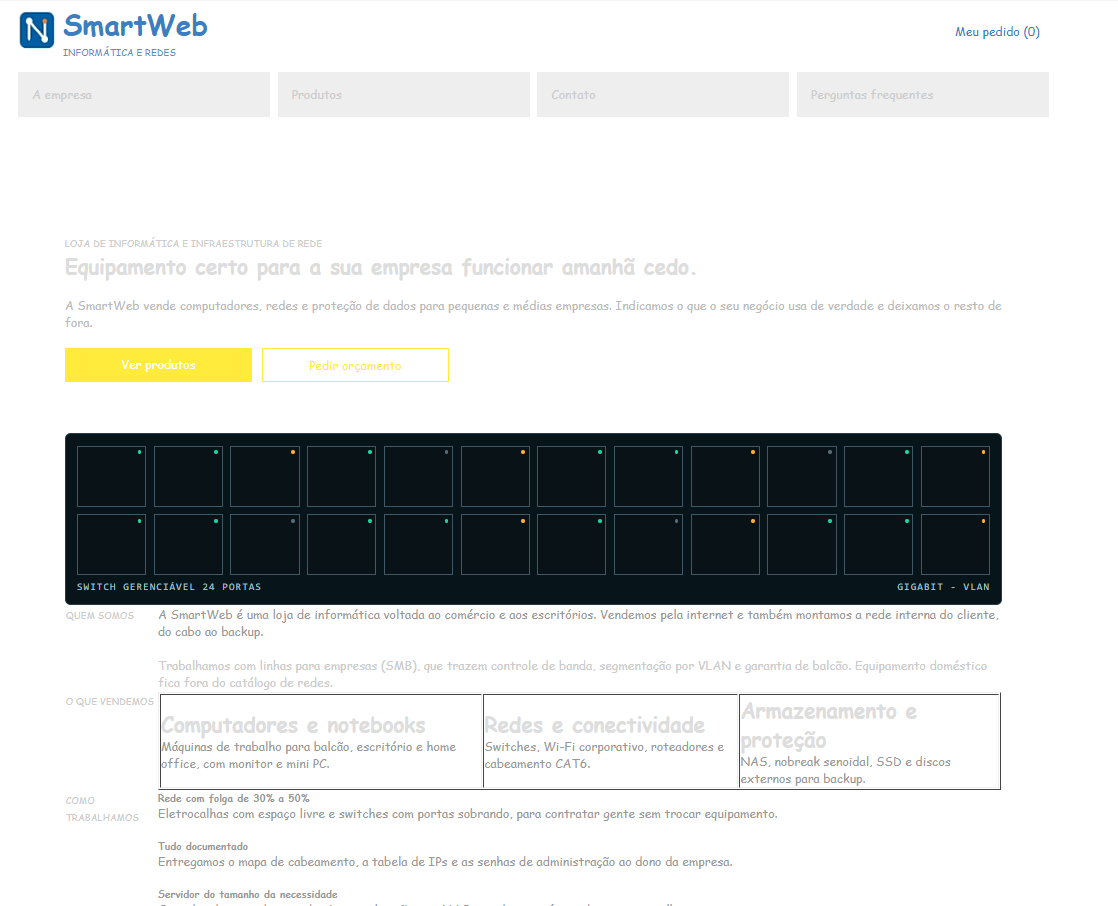 SmartWeb
INFORMÁTICA E REDES
Meu pedido (0)
A empresa
Produtos
Contato
Perguntas frequentes
LOJA DE INFORMÁTICA E INFRAESTRUTURA DE REDE
Equipamento certo para a sua empresa funcionar amanhã cedo.
A SmartWeb vende computadores, redes e proteção de dados para pequenas e médias empresas. Indicamos o que o seu negócio usa de verdade e deixamos o resto de
fora.
Ver produtos
Pedir orçamento
SWITCH GERENCIÁVEL 24 PORTAS
GIGABIT - VLAN
QUEM SOMOS
A SmartWeb é uma loja de informática voltada ao comércio e aos escritórios. Vendemos pela internet e também montamos a rede interna do cliente,
do cabo ao backup.
Trabalhamos com linhas para empresas (SMB), que trazem controle de banda, segmentação por VLAN e garantia de balcão. Equipamento doméstico
fica fora do catálogo de redes.
O QUE VENDEMOS
Computadores e notebooks
Máquinas de trabalho para balcão, escritório e home
office, com monitor e mini PC.
Redes e conectividade
Switches, Wi-Fi corporativo, roteadores e
cabeamento CAT6.
Armazenamento e
proteção
NAS, nobreak senoidal, SSD e discos
externos para backup.
COMO
TRABALHAMOS
Rede com folga de 30% a 50%
Eletrocalhas com espaço livre e switches com portas sobrando, para contratar gente sem trocar equipamento.
Tudo documentado
Entregamos o mapa de cabeamento, a tabela de IPs e as senhas de administração ao dono da empresa.
Servidor do tamanho da necessidade